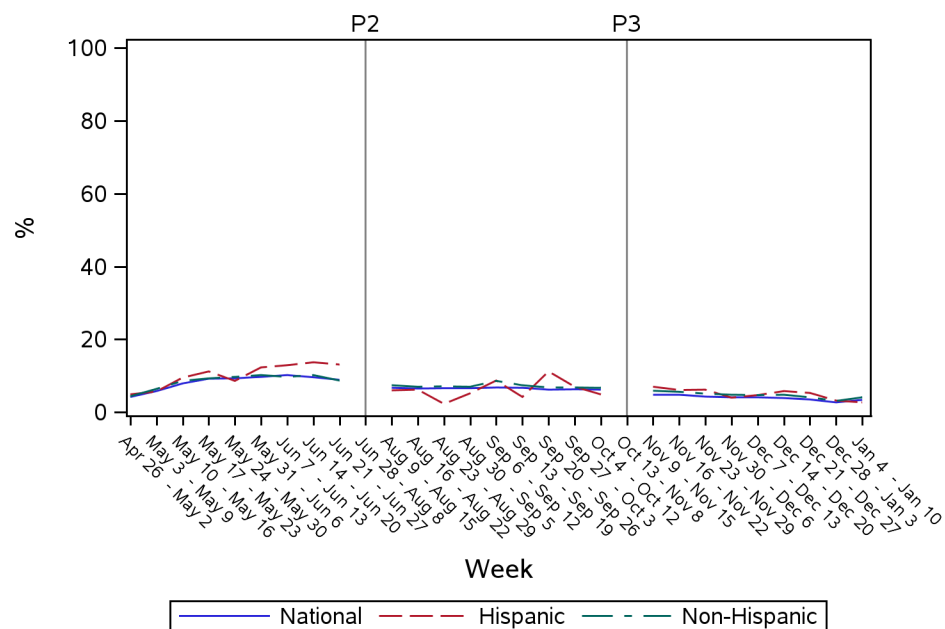 P2 P3
100
80
60
40
20
0
%
Apr 26 - May 2
May 3 - May 9
May 10 - May 16
May 17 - May 23
May 24 - May 30
May 31 - Jun 6
Jun 7 - Jun 13
Jun 14 - Jun 20
Jun 21 - Jun 27
Jun 28 - Aug 8
Aug 9 - Aug 15
Aug 16 - Aug 22
Aug 23 - Aug 29
Aug 30 - Sep 5
Sep 6 - Sep 12
Sep 13 - Sep 19
Sep 20 - Sep 26
Sep 27 - Oct 3
Oct 4 - Oct 12
Oct 13 - Nov 8
Nov 9 - Nov 15
Nov 16 - Nov 22
Nov 23 - Nov 29
Nov 30 - Dec 6
Dec 7 - Dec 13
Dec 14 - Dec 20
Dec 21 - Dec 27
Dec 28 - Jan 3
Jan 4 - Jan 10
Week
National Hispanic Non-Hispanic